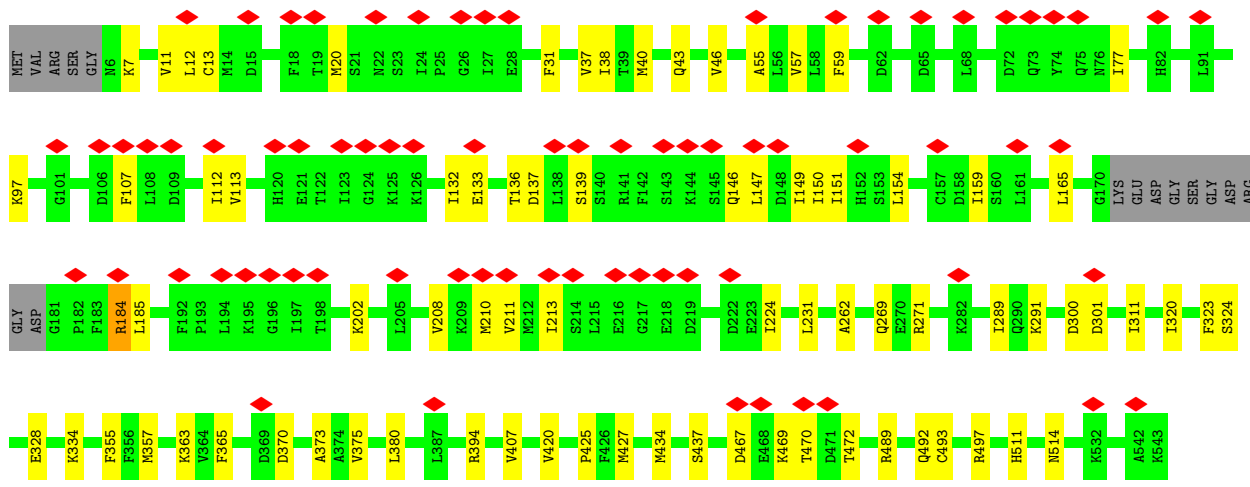 MET VAL ARG SER GLY N6 K7 V11 L12 C13 M14 D15 F18 T19 M20 S21 N22 S23 I24 P25 G26 I27 E28 F31 V37 I38 T39 M40 Q43 V46 A55 L56 V57 L58 F59 D62 D65 L68 D72 Q73 Y74 Q75 N76 I77 H82 L91
K97 G101 D106 F107 L108 D109 I112 V113 H120 E121 T122 I123 G124 K125 K126 I132 E133 T136 D137 L138 S139 S140 R141 F142 S143 K144 S145 Q146 L147 D148 I149 I150 I151 H152 S153 L154 C157 D158 I159 S160 L161 L165 G170 LYS GLU ASP GLY SER GLY ASP ARG
GLY ASP G181 P182 F183 R184 L185 F192 P193 L194 K195 G196 I197 T198 K202 L205 V208 K209 M210 V211 M212 I213 S214 L215 E216 G217 E218 D219 D222 E223 I224 L231 A262 Q269 E270 R271 K282 I289 Q290 K291 D300 D301 I311 I320 F323 S324
E328 K334 F355 F356 M357 K363 V364 F365 D369 D370 A373 A374 V375 L380 L387 R394 V407 V420 P425 F426 M427 M434 S437 D467 E468 K469 T470 D471 T472 R489 Q492 C493 R497 H511 N514 K532 A542 K543